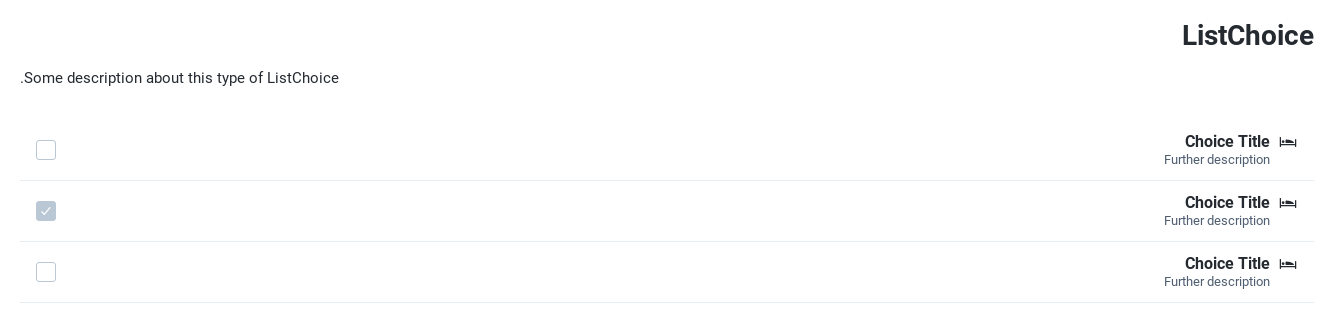 ListChoice
.Some description about this type of ListChoice
Choice Title
Further description
Choice Title
Further description
Choice Title
Further description